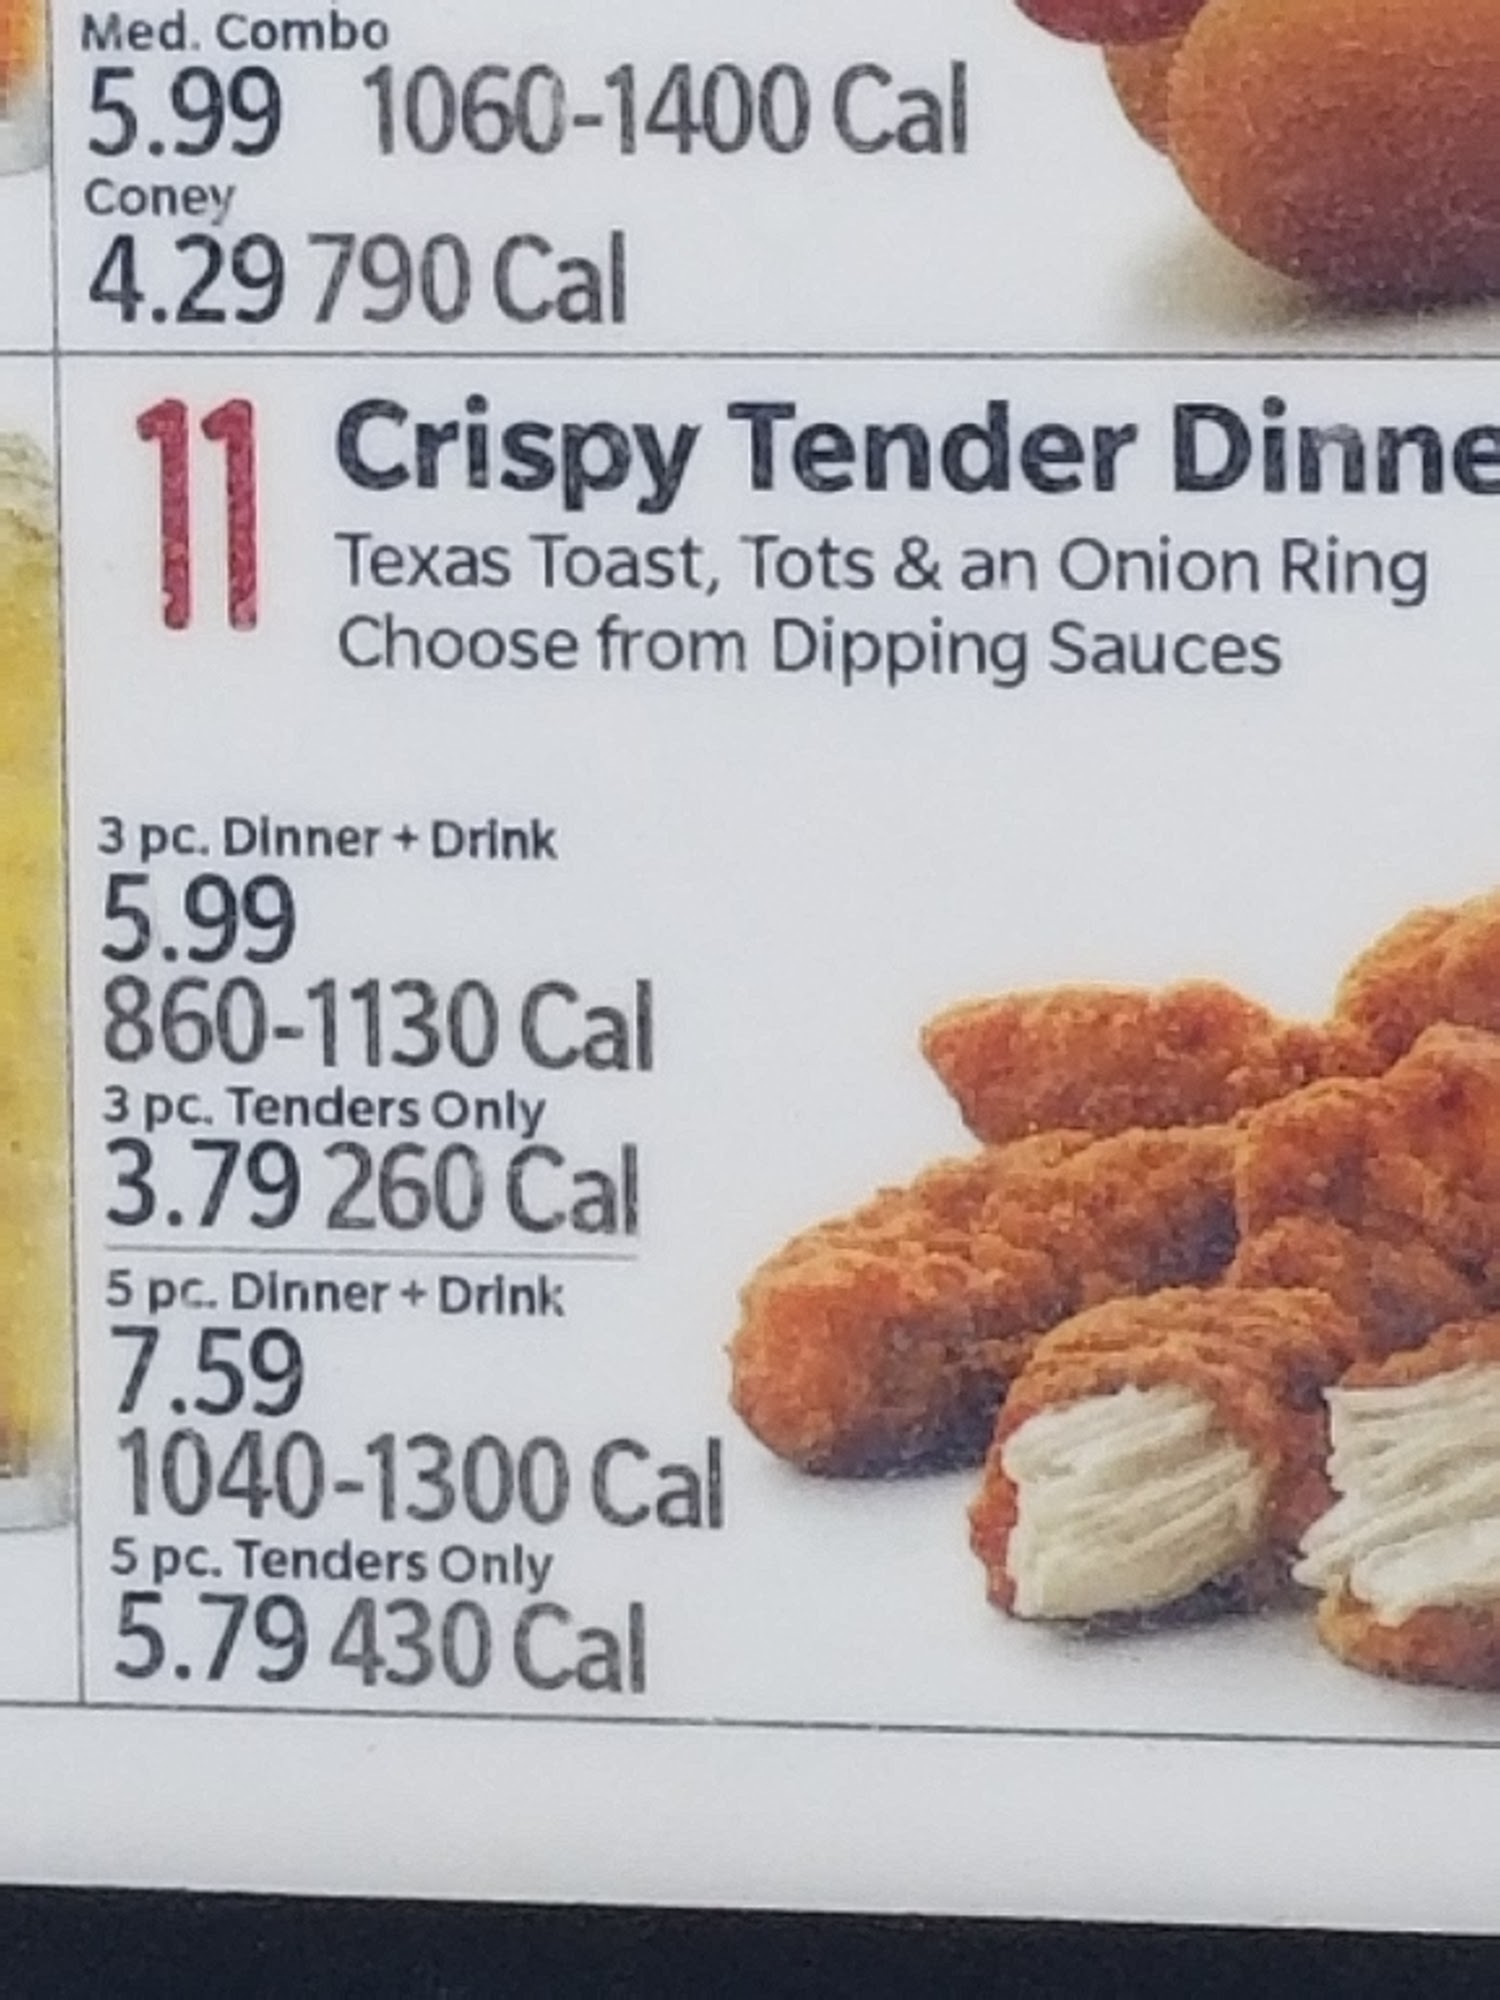 Med. Combo
5.99 1060-1400 Cal
Coney
4.29 790 Cal
11 Crispy Tender Dinne
Texas Toast, Tots & an Onion Ring
Choose from Dipping Sauces
3 pc. Dinner + Drink
5.99
860-1130 Cal
3 pc. Tenders Only
3.79 260 Cal
5 pc. Dinner + Drink
7.59
1040-1300 Cal
5 pc. Tenders Only
5.79 430 Cal